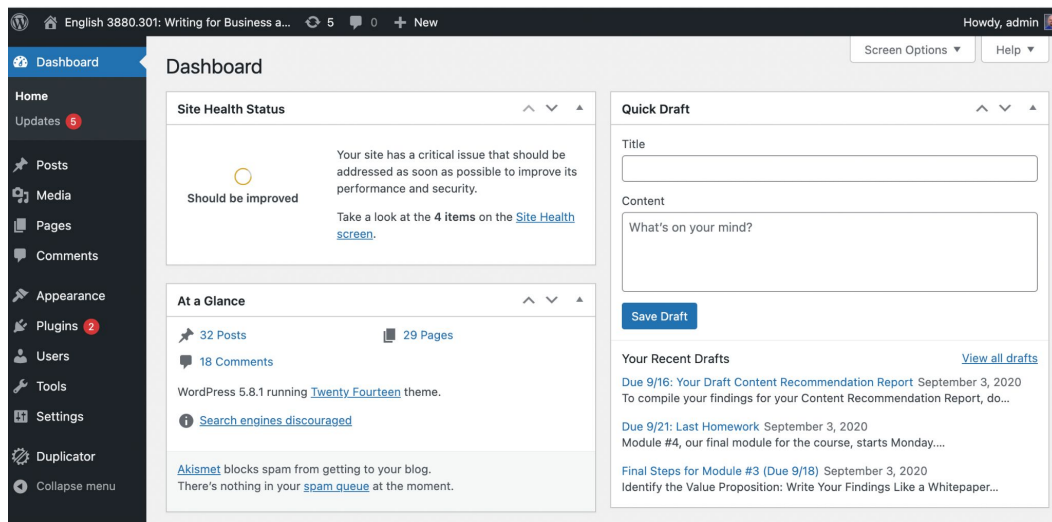 English 3880.301: Writing for Business a... 5 0 + New Howdy, admin
Dashboard
Home
Updates 5
Posts
Media
Pages
Comments
Appearance
Plugins 2
Users
Tools
Settings
Duplicator
Collapse menu
Screen Options ▼ Help ▼
Dashboard
Site Health Status
Should be improved
Your site has a critical issue that should be
addressed as soon as possible to improve its
performance and security.
Take a look at the 4 items on the Site Health
screen.
At a Glance
32 Posts 29 Pages
18 Comments
WordPress 5.8.1 running Twenty Fourteen theme.
Search engines discouraged
Akismet blocks spam from getting to your blog.
There's nothing in your spam queue at the moment.
Quick Draft
Title
Content
What's on your mind?
Save Draft
Your Recent Drafts View all drafts
Due 9/16: Your Draft Content Recommendation Report September 3, 2020
To compile your findings for your Content Recommendation Report, do...
Due 9/21: Last Homework September 3, 2020
Module #4, our final module for the course, starts Monday....
Final Steps for Module #3 (Due 9/18) September 3, 2020
Identify the Value Proposition: Write Your Findings Like a Whitepaper...